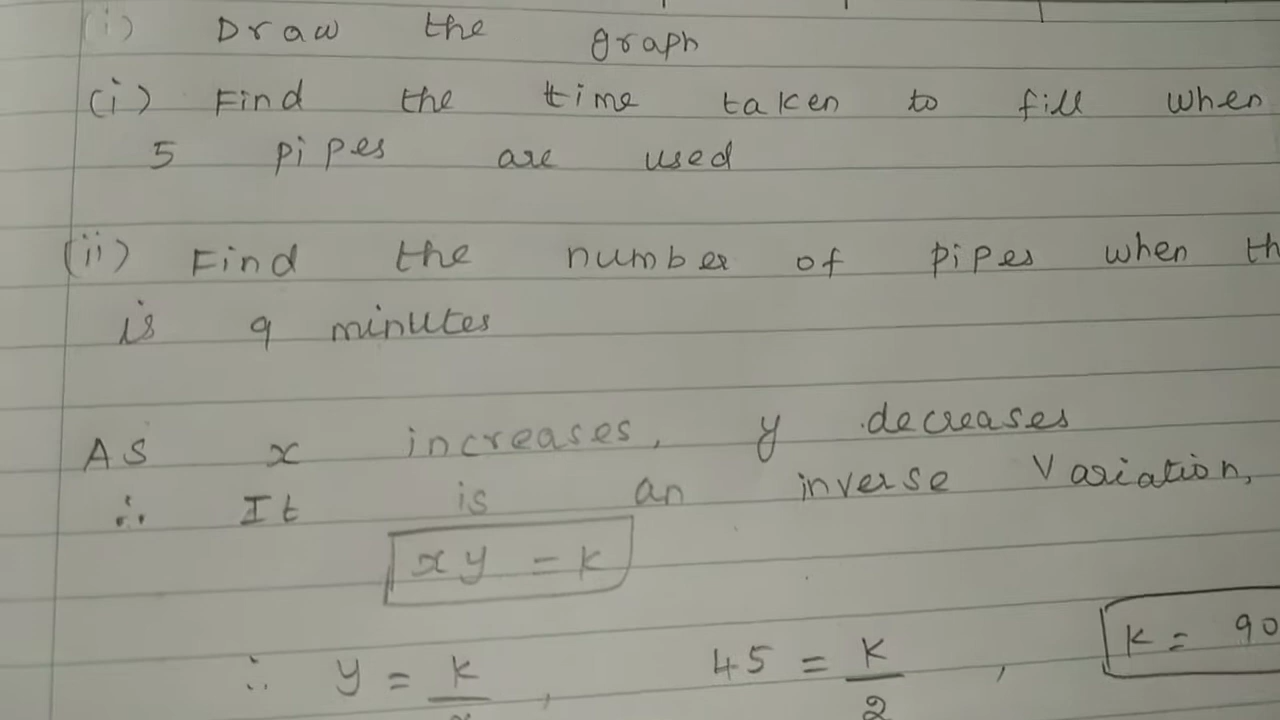 (i) Draw the graph
(i) Find the time taken to fill when
5 pipes are used
(ii) Find the number of pipes when th
is 9 minutes
As x increases, y decreases
∴ It is an inverse variation,
xy = k
∴ y = k/x, 45 = k/2, k = 90